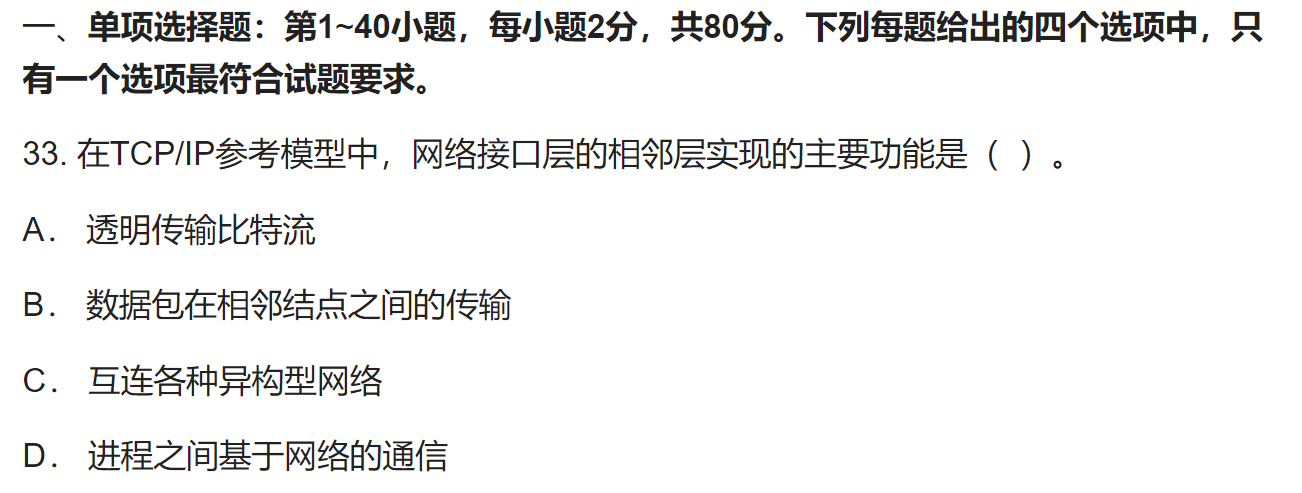 一、单项选择题：第1~40小题，每小题2分，共80分。下列每题给出的四个选项中，只
有一个选项最符合试题要求。
33. 在TCP/IP参考模型中，网络接口层的相邻层实现的主要功能是（ ）。
A． 透明传输比特流
B． 数据包在相邻结点之间的传输
C． 互连各种异构型网络
D． 进程之间基于网络的通信